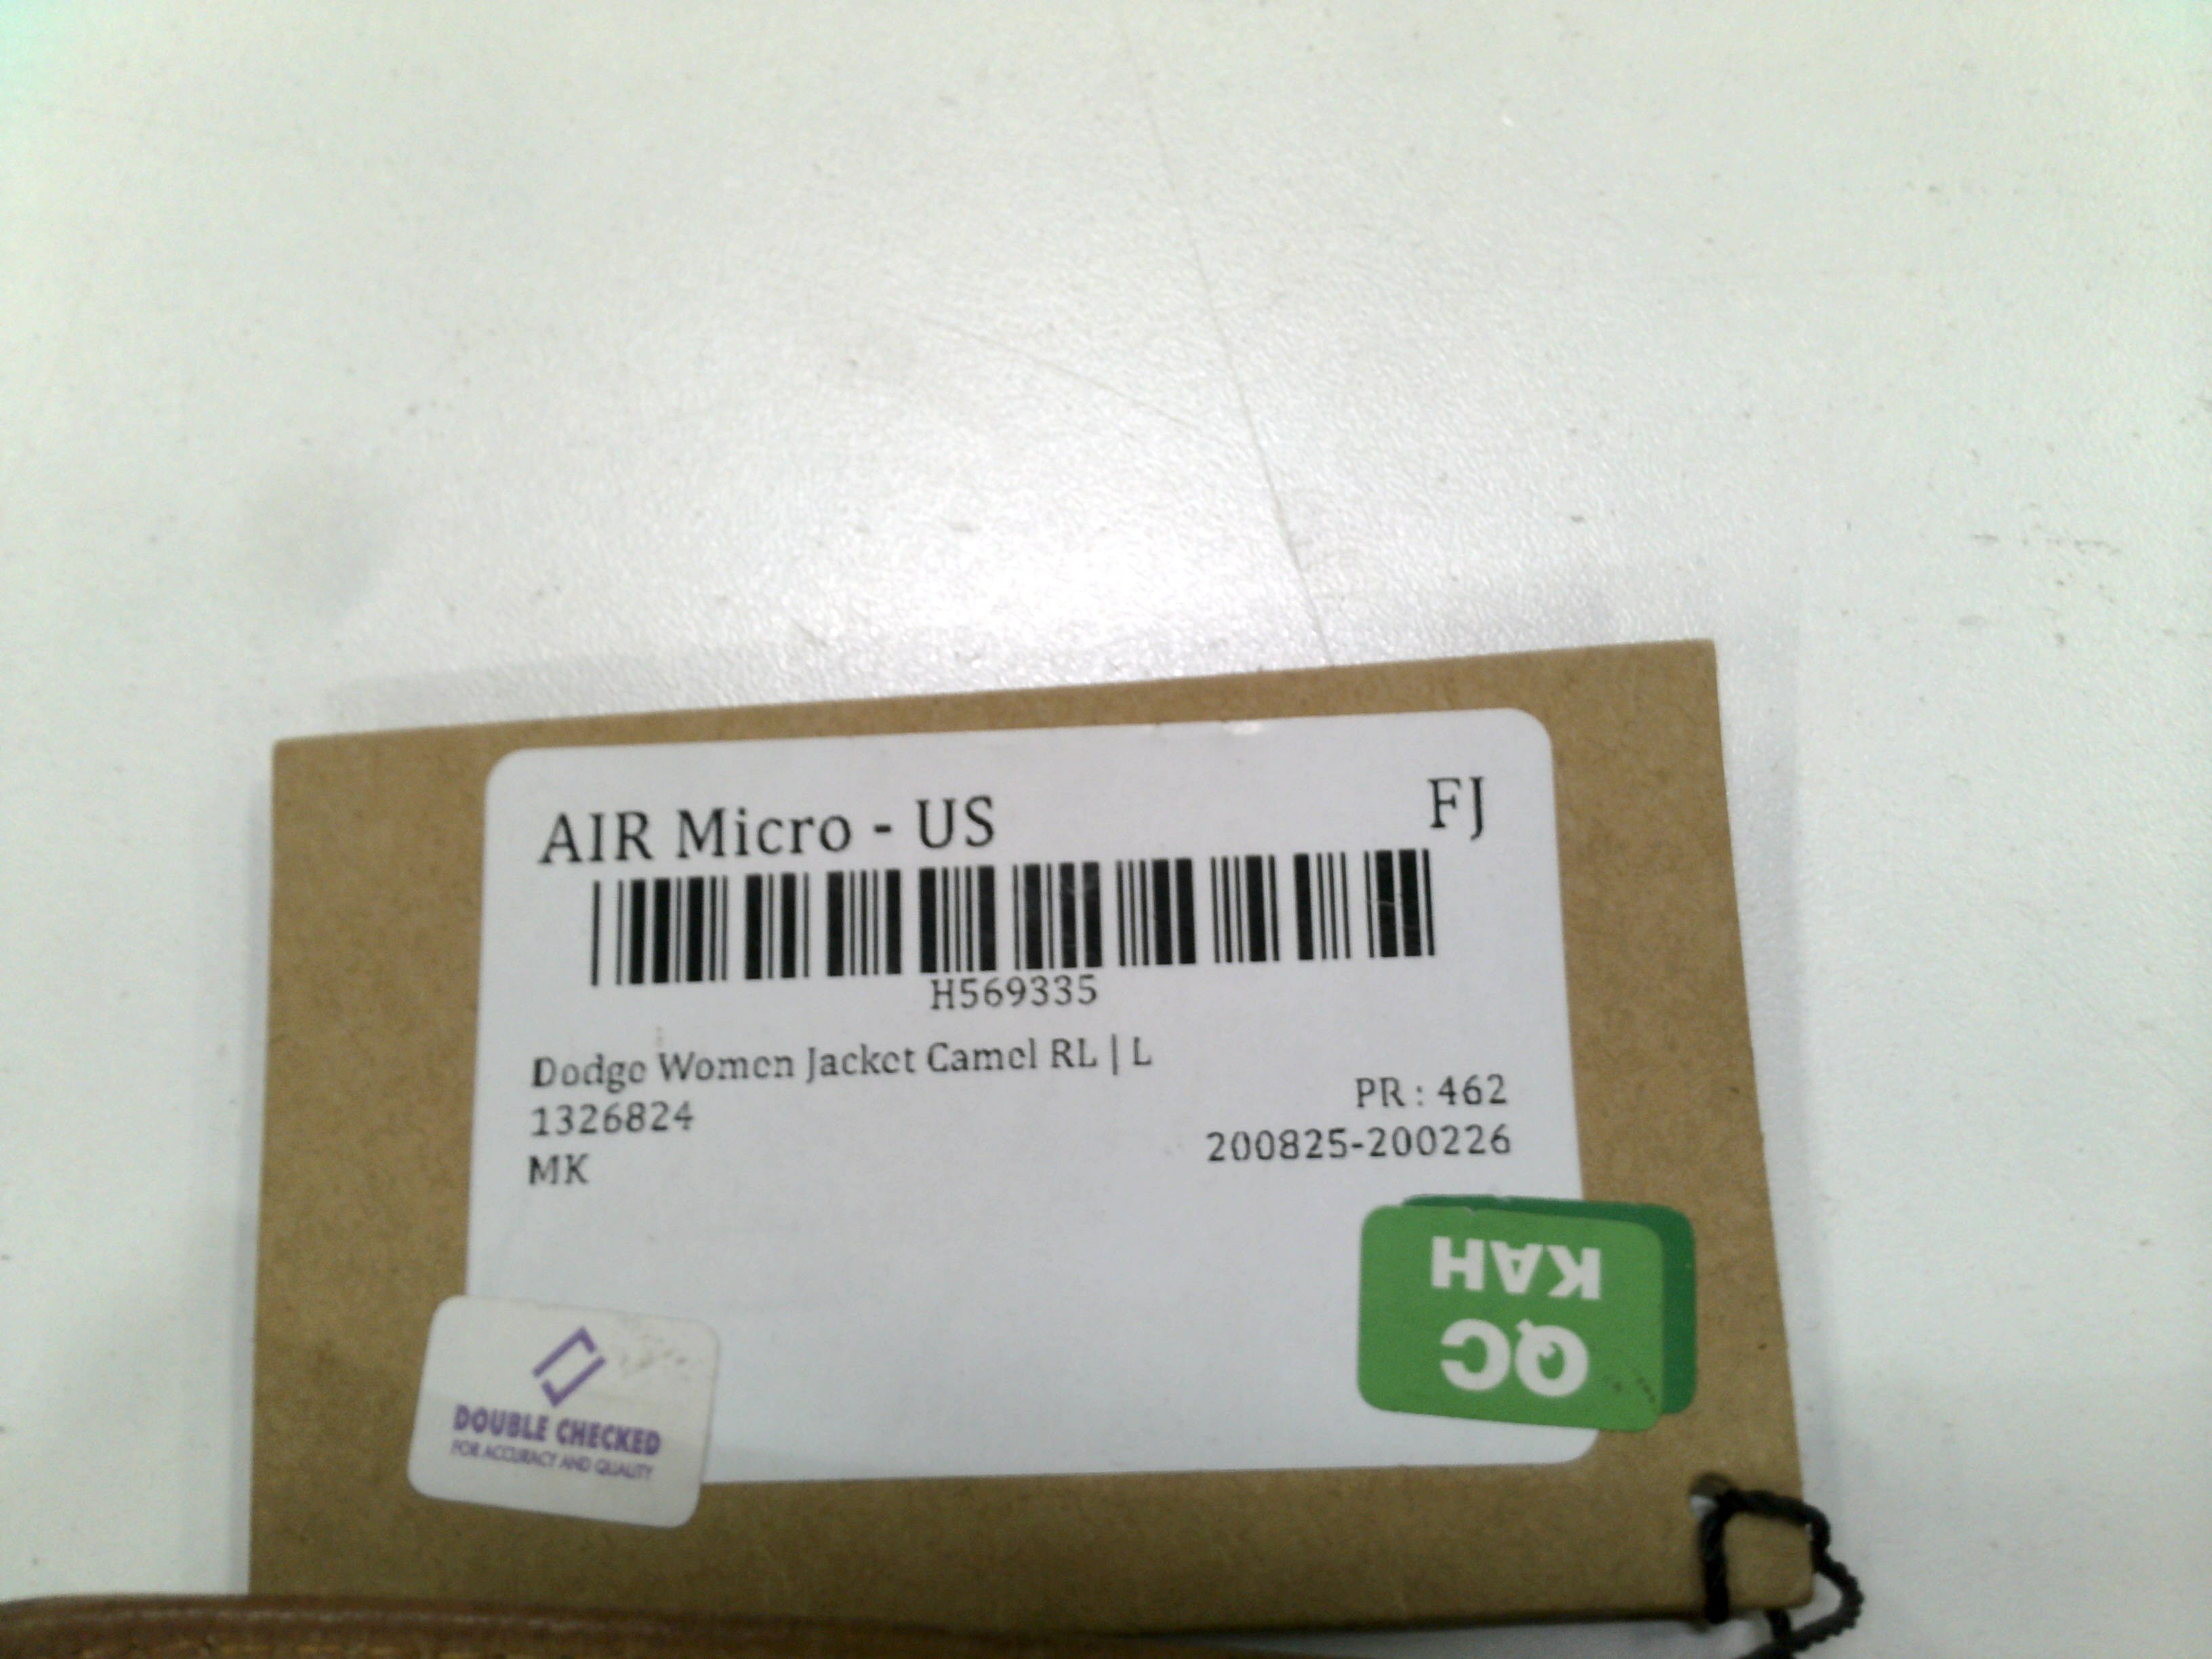 AIR Micro - US
FJ
H569335
Dodge Women Jacket Camel RL | L
1326824
PR : 462
MK
200825-200226
QC
KAH
DOUBLE CHECKED
FOR ACCURACY AND QUALITY